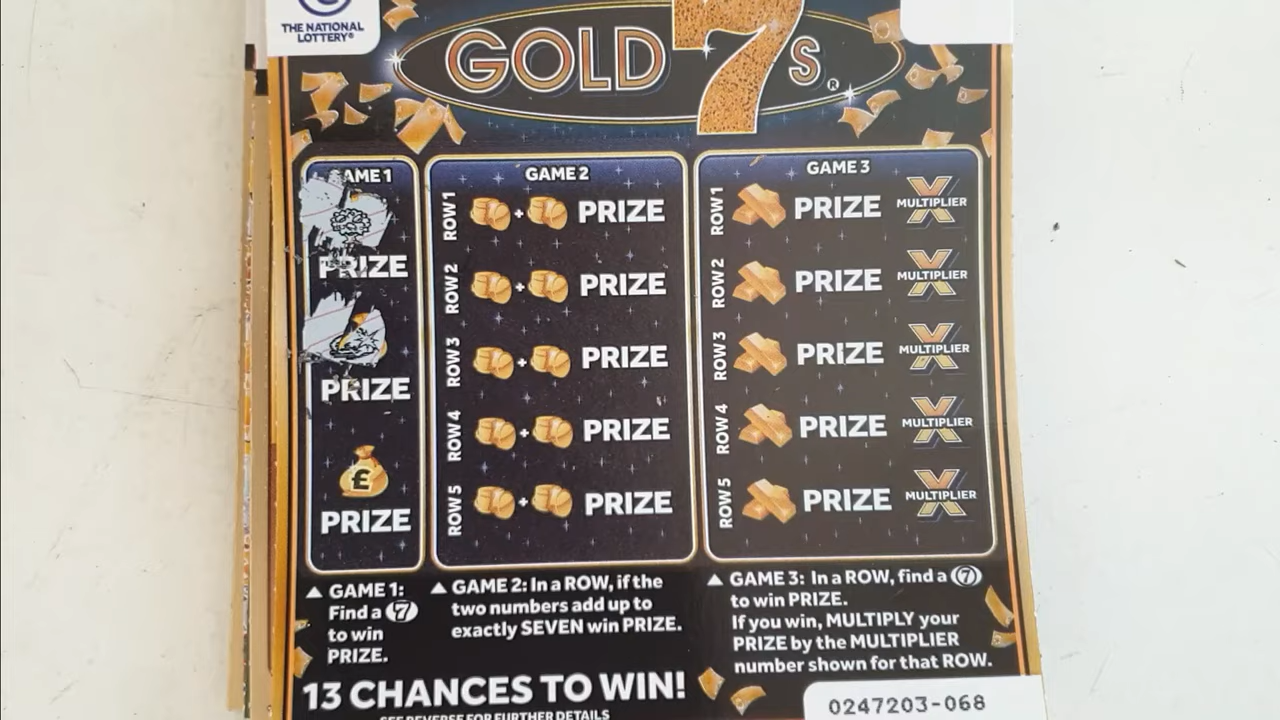 THE NATIONAL
LOTTERY®
GOLD 7s®
GAME 1
PRIZE
PRIZE
£
PRIZE
GAME 2
ROW 1 + PRIZE
ROW 2 + PRIZE
ROW 3 + PRIZE
ROW 4 + PRIZE
ROW 5 + PRIZE
GAME 3
ROW 1 PRIZE X MULTIPLIER
ROW 2 PRIZE X MULTIPLIER
ROW 3 PRIZE X MULTIPLIER
ROW 4 PRIZE X MULTIPLIER
ROW 5 PRIZE X MULTIPLIER
▲ GAME 1:
Find a 7
to win
PRIZE.
▲ GAME 2: In a ROW, if the
two numbers add up to
exactly SEVEN win PRIZE.
▲ GAME 3: In a ROW, find a 7
to win PRIZE.
If you win, MULTIPLY your
PRIZE by the MULTIPLIER
number shown for that ROW.
13 CHANCES TO WIN!
SEE REVERSE FOR FURTHER DETAILS
0247203-068